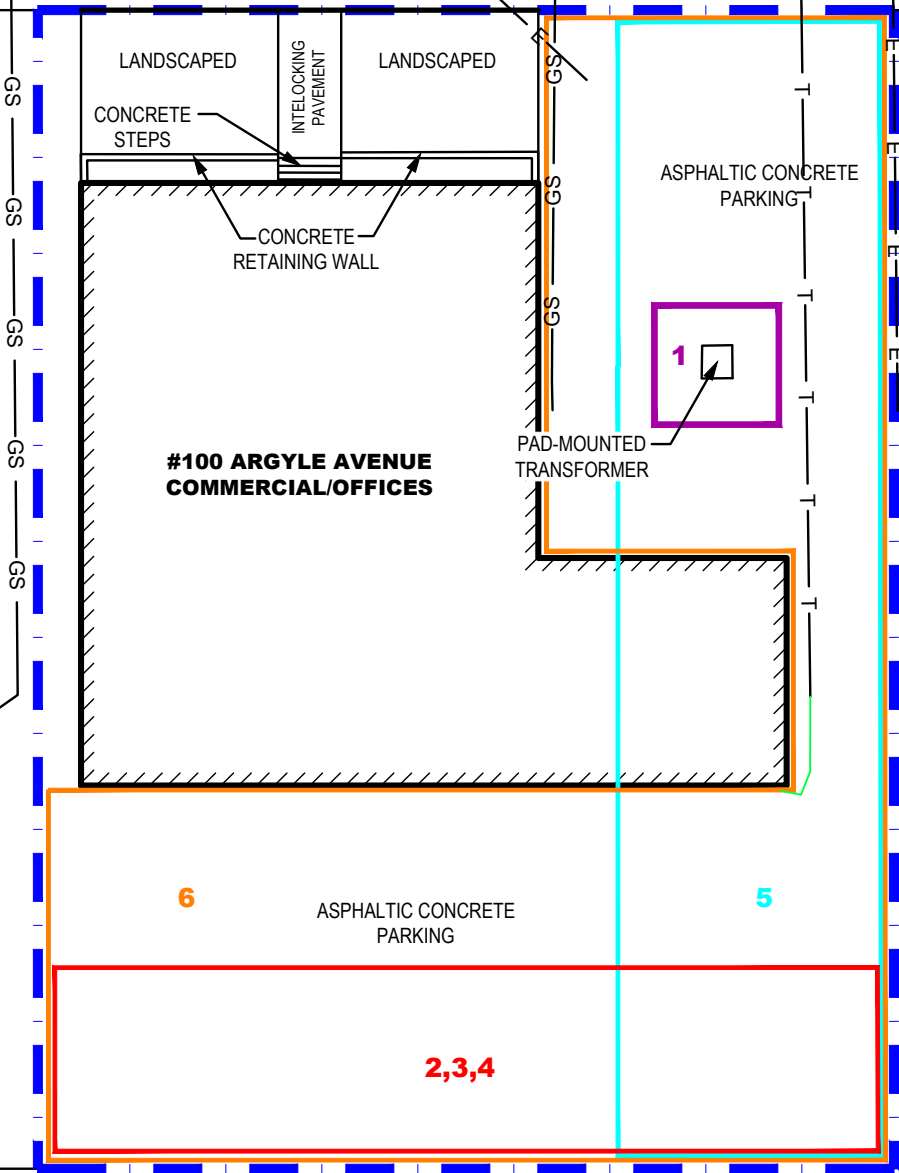 LANDSCAPED
INTELOCKING
PAVEMENT
LANDSCAPED
CONCRETE
STEPS
CONCRETE
RETAINING WALL
ASPHALTIC CONCRETE
PARKING
1
PAD-MOUNTED
TRANSFORMER
#100 ARGYLE AVENUE
COMMERCIAL/OFFICES
6
5
ASPHALTIC CONCRETE
PARKING
2,3,4
GS
GS
GS
GS
GS
GS
GS
GS
T
T
T
T
T
T
E
E
E
E
E